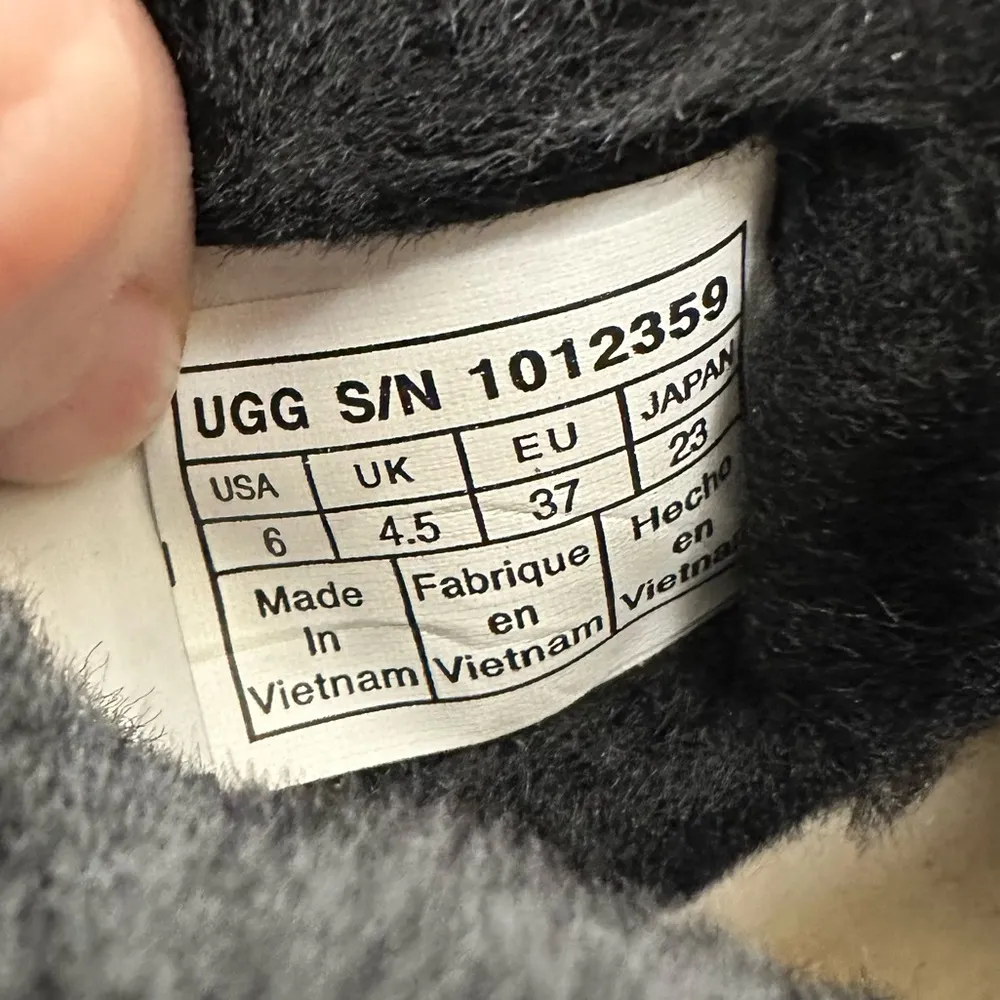 UGG S/N 1012359
USA UK EU JAPAN
6 4.5 37 23
Made
In
Vietnam
Fabrique
en
Vietnam
Hecho
en
Vietnam